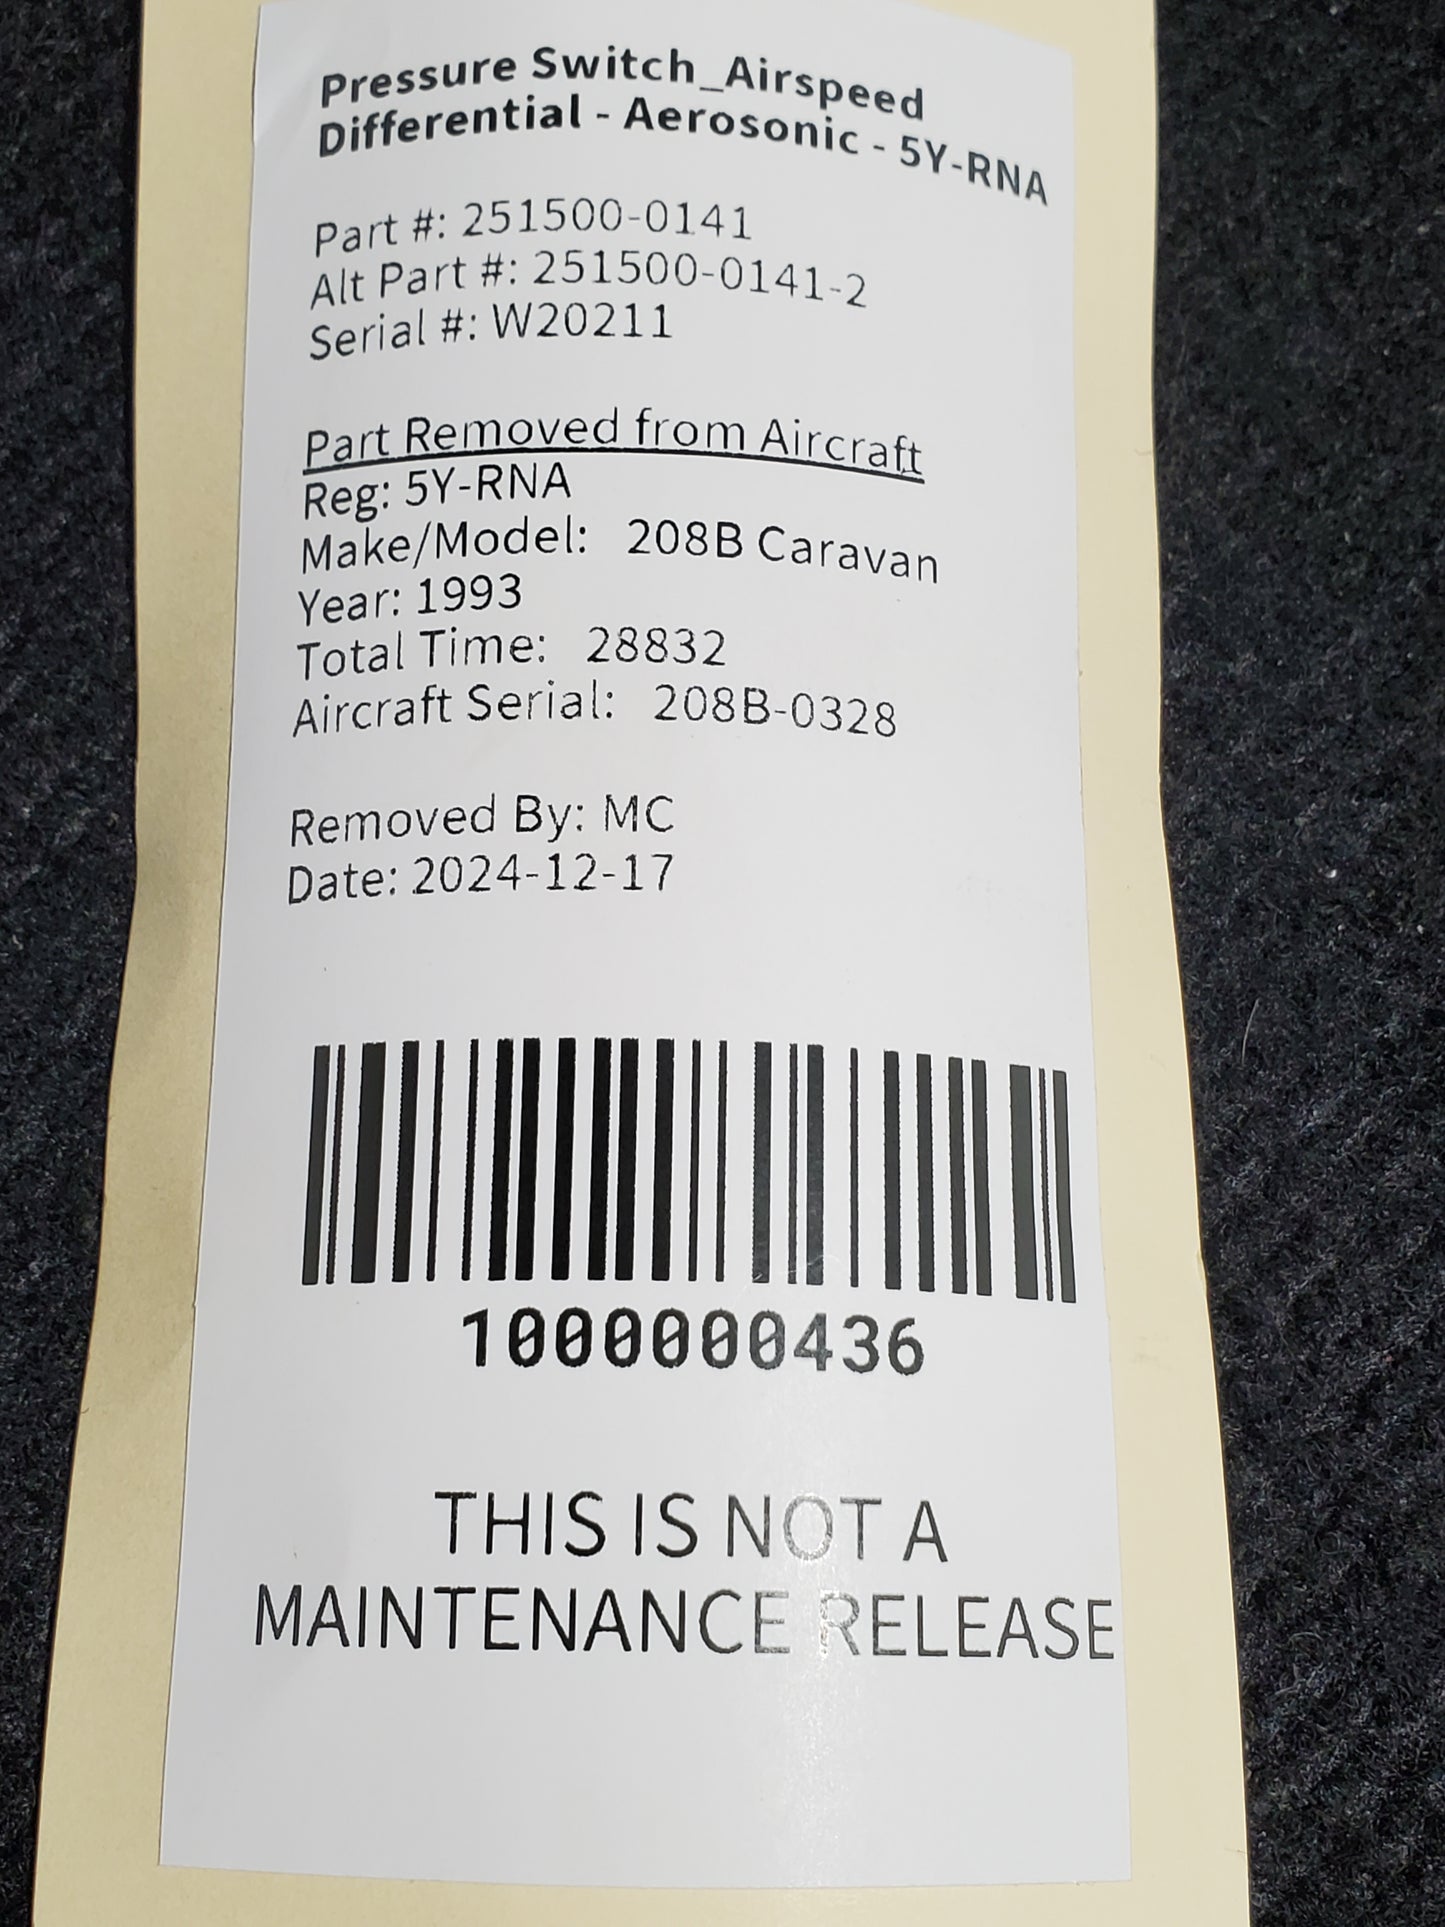 Pressure Switch_Airspeed
Differential - Aerosonic - 5Y-RNA
Part #: 251500-0141
Alt Part #: 251500-0141-2
Serial #: W20211
Part Removed from Aircraft
Reg: 5Y-RNA
Make/Model: 208B Caravan
Year: 1993
Total Time: 28832
Aircraft Serial: 208B-0328
Removed By: MC
Date: 2024-12-17
1000000436
THIS IS NOT A
MAINTENANCE RELEASE